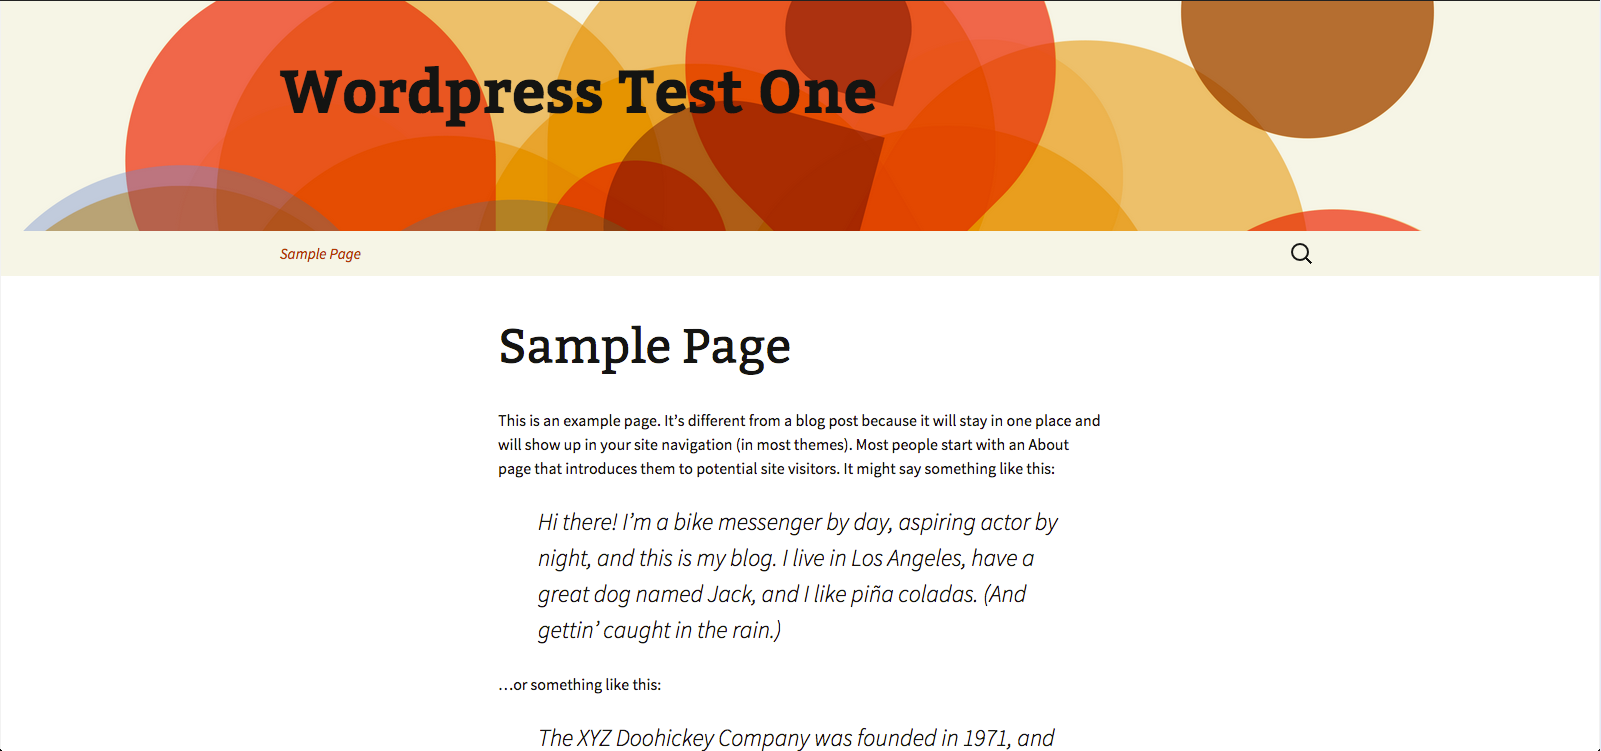 Wordpress Test One
Sample Page
Sample Page
This is an example page. It’s different from a blog post because it will stay in one place and
will show up in your site navigation (in most themes). Most people start with an About
page that introduces them to potential site visitors. It might say something like this:
Hi there! I’m a bike messenger by day, aspiring actor by
night, and this is my blog. I live in Los Angeles, have a
great dog named Jack, and I like piña coladas. (And
gettin’ caught in the rain.)
…or something like this:
The XYZ Doohickey Company was founded in 1971, and